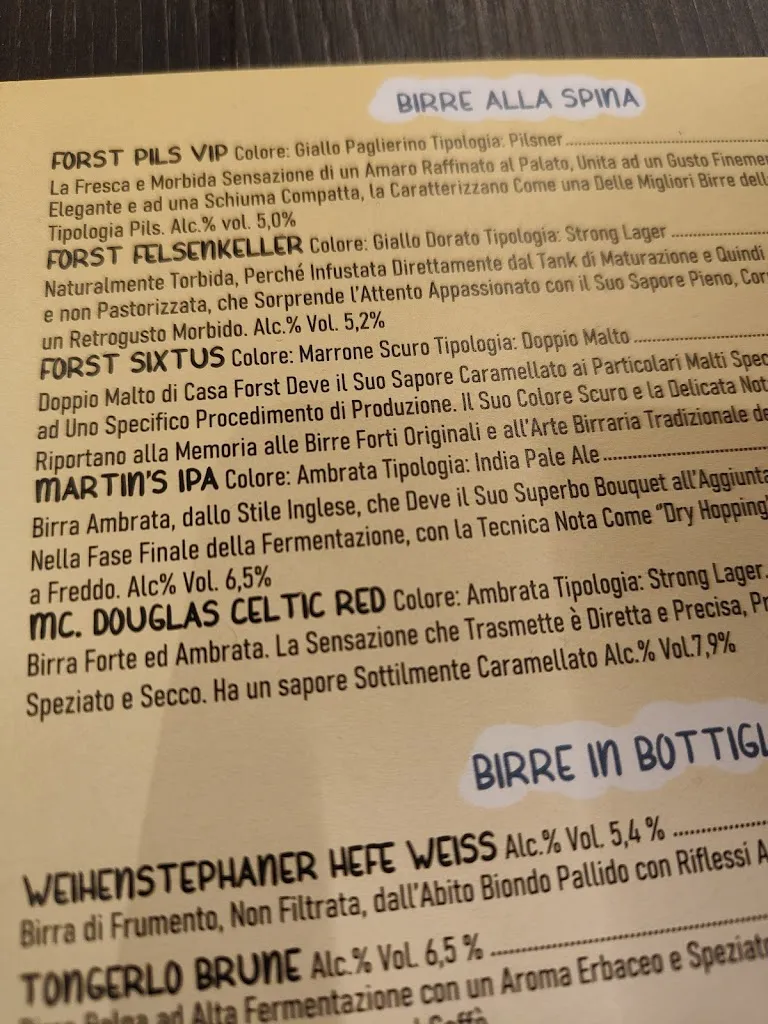 BIRRE ALLA SPINA
FORST PILS VIP Colore: Giallo Paglierino Tipologia: Pilsner
La Fresca e Morbida Sensazione di un Amaro Raffinato al Palato, Unita ad un Gusto Fineme
Elegante e ad una Schiuma Compatta, la Caratterizzano Come una Delle Migliori Birre dell
Tipologia Pils. Alc.% vol. 5,0%
FORST FELSENKELLER Colore: Giallo Dorato Tipologia: Strong Lager
Naturalmente Torbida, Perché Infustata Direttamente dal Tank di Maturazione e Quindi
e non Pastorizzata, che Sorprende l'Attento Appassionato con il Suo Sapore Pieno, Cor
un Retrogusto Morbido. Alc.% Vol. 5,2%
FORST SIXTUS Colore: Marrone Scuro Tipologia: Doppio Malto
Doppio Malto di Casa Forst Deve il Suo Sapore Caramellato ai Particolari Malti Spec
ad Uno Specifico Procedimento di Produzione. Il Suo Colore Scuro e la Delicata Not
Riportano alla Memoria alle Birre Forti Originali e all'Arte Birraria Tradizionale de
MARTIN'S IPA Colore: Ambrata Tipologia: India Pale Ale
Birra Ambrata, dallo Stile Inglese, che Deve il Suo Superbo Bouquet all'Aggiunta
Nella Fase Finale della Fermentazione, con la Tecnica Nota Come "Dry Hopping"
a Freddo. Alc% Vol. 6,5%
MC. DOUGLAS CELTIC RED Colore: Ambrata Tipologia: Strong Lager.
Birra Forte ed Ambrata. La Sensazione che Trasmette è Diretta e Precisa, Pr
Speziato e Secco. Ha un sapore Sottilmente Caramellato Alc.% Vol.7,9%
BIRRE IN BOTTIGL
WEIHENSTEPHANER HEFE WEISS Alc.% Vol. 5,4 %
Birra di Frumento, Non Filtrata, dall'Abito Biondo Pallido con Riflessi A
TONGERLO BRUNE Alc.% Vol. 6,5 %
Belga ad Alta Fermentazione con un Aroma Erbaceo e Speziato
Caffè